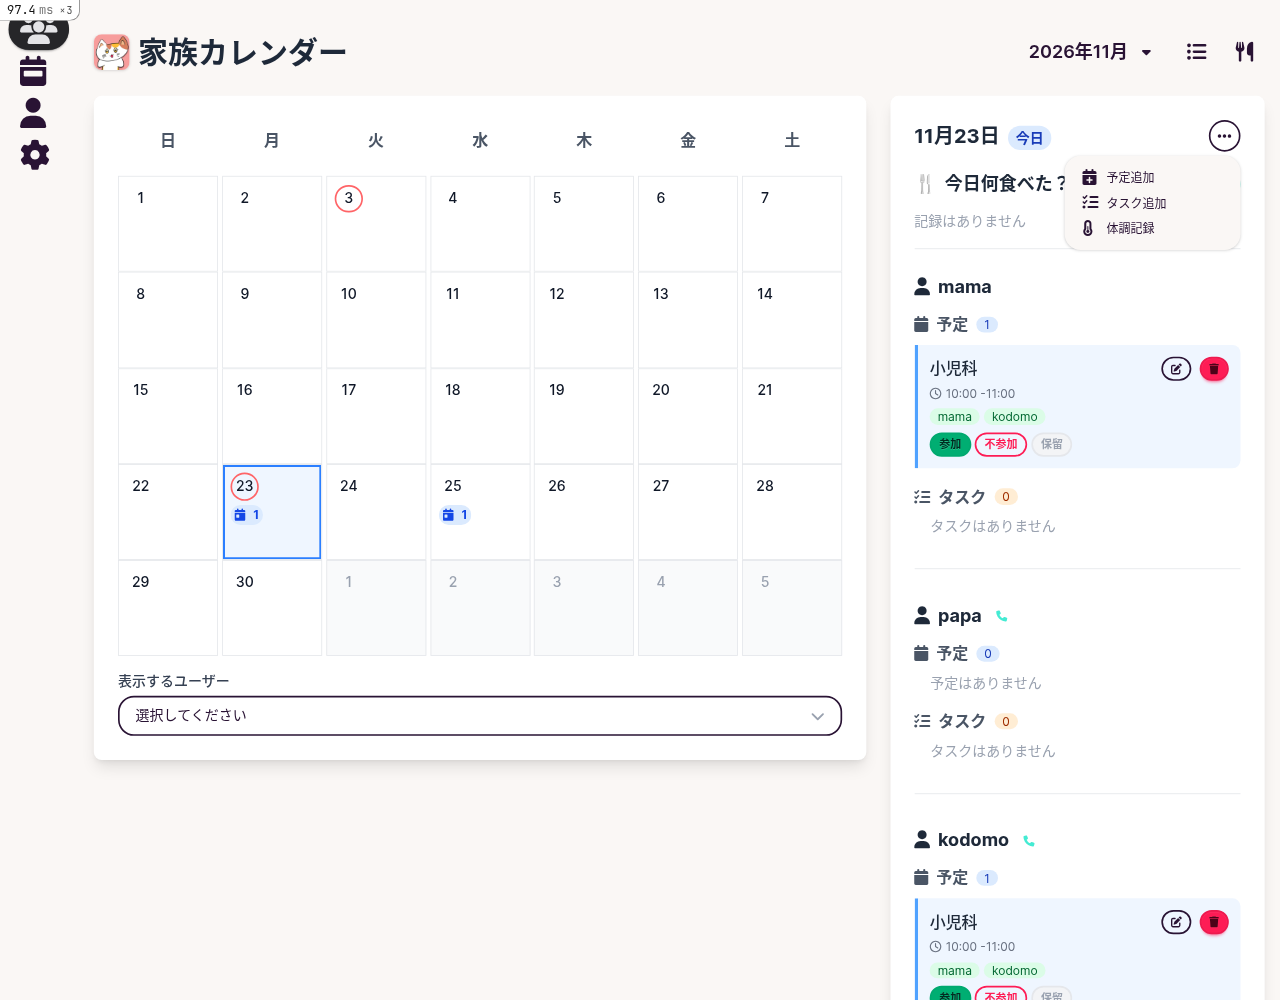 97.4 ms ×3
家族カレンダー
2026年11月
日 月 火 水 木 金 土
1 2 3 4 5 6 7
8 9 10 11 12 13 14
15 16 17 18 19 20 21
22 23 24 25 26 27 28
1 1
29 30 1 2 3 4 5
表示するユーザー
選択してください
11月23日 今日
予定追加
タスク追加
体調記録
今日何食べた？
記録はありません
mama
予定 1
小児科
10:00 -11:00
mama kodomo
参加 不参加 保留
タスク 0
タスクはありません
papa
予定 0
予定はありません
タスク 0
タスクはありません
kodomo
予定 1
小児科
10:00 -11:00
mama kodomo
参加 不参加 保留